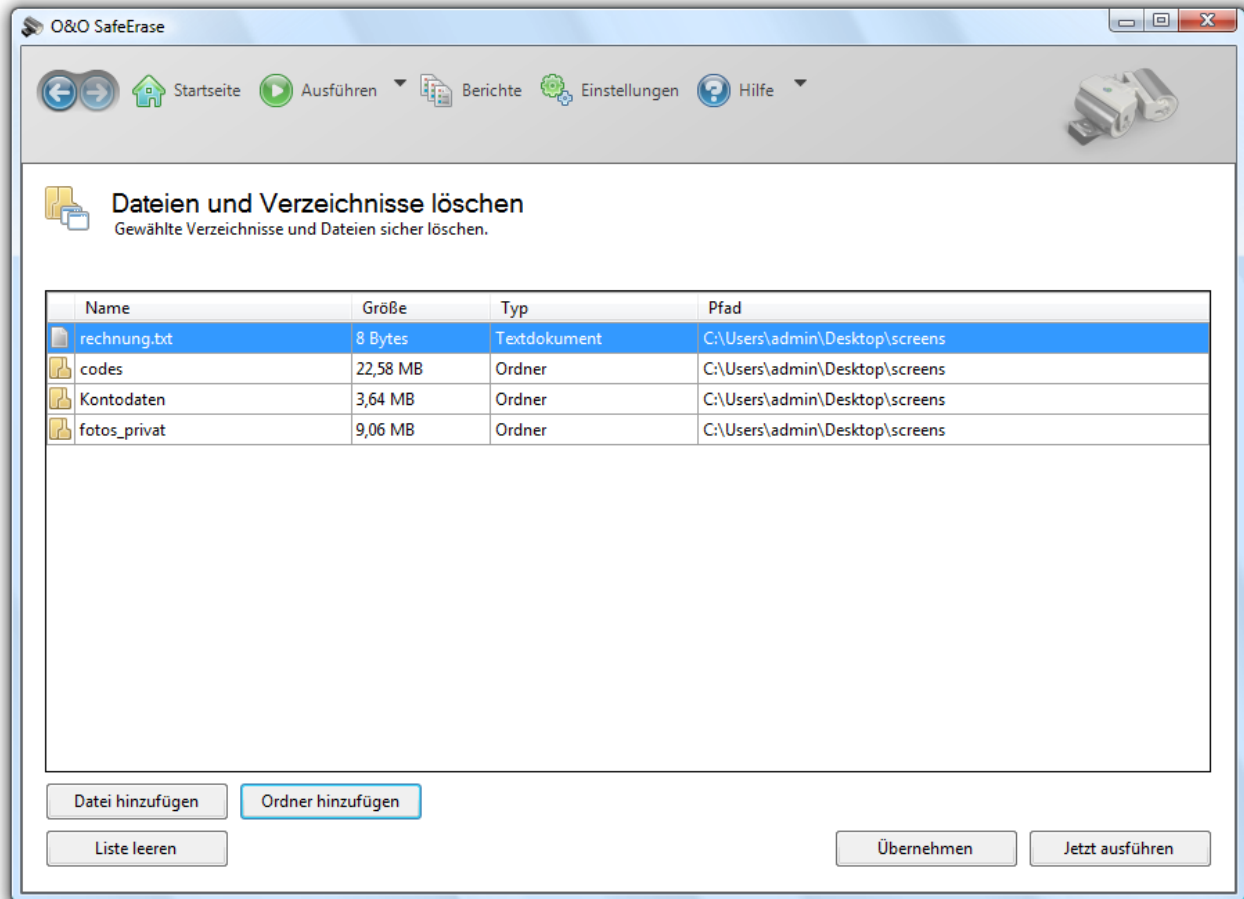 O&O SafeErase
Startseite Ausführen Berichte Einstellungen Hilfe
Dateien und Verzeichnisse löschen
Gewählte Verzeichnisse und Dateien sicher löschen.
Name Größe Typ Pfad
rechnung.txt 8 Bytes Textdokument C:\Users\admin\Desktop\screens
codes 22,58 MB Ordner C:\Users\admin\Desktop\screens
Kontodaten 3,64 MB Ordner C:\Users\admin\Desktop\screens
fotos_privat 9,06 MB Ordner C:\Users\admin\Desktop\screens
Datei hinzufügen Ordner hinzufügen
Liste leeren Übernehmen Jetzt ausführen